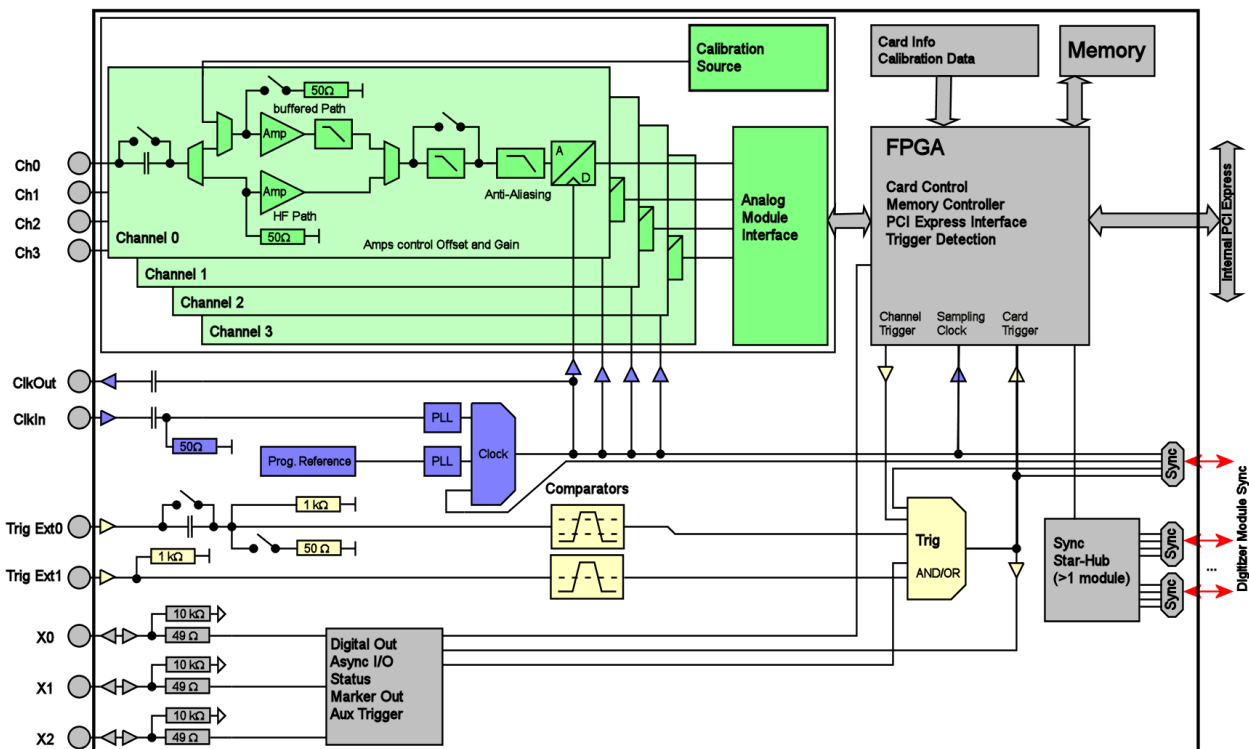 Calibration
Source
Card Info
Calibration Data
Memory
50Ω
buffered Path
Amp
Amp
HF Path
50Ω
A
D
Anti-Aliasing
Amps control Offset and Gain
Channel 0
Channel 1
Channel 2
Channel 3
Ch0
Ch1
Ch2
Ch3
Analog
Module
Interface
FPGA
Card Control
Memory Controller
PCI Express Interface
Trigger Detection
Channel
Trigger
Sampling
Clock
Card
Trigger
Internal PCI Express
ClkOut
ClkIn
50Ω
PLL
Prog. Reference
PLL
Clock
Sync
Comparators
Trig Ext0
1 kΩ
50 Ω
Trig Ext1
1 kΩ
Trig
AND/OR
Sync
Star-Hub
(>1 module)
Sync
...
Sync
Digitizer Module Sync
X0
10 kΩ
49 Ω
X1
10 kΩ
49 Ω
X2
10 kΩ
49 Ω
Digital Out
Async I/O
Status
Marker Out
Aux Trigger